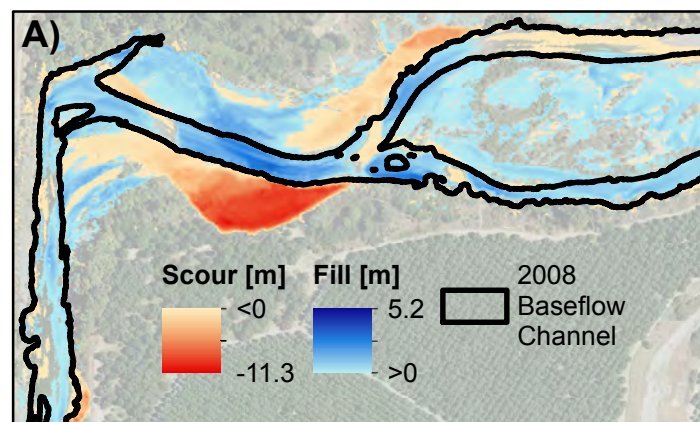 A)
Scour [m]
<0
-11.3
Fill [m]
5.2
>0
2008
Baseflow
Channel